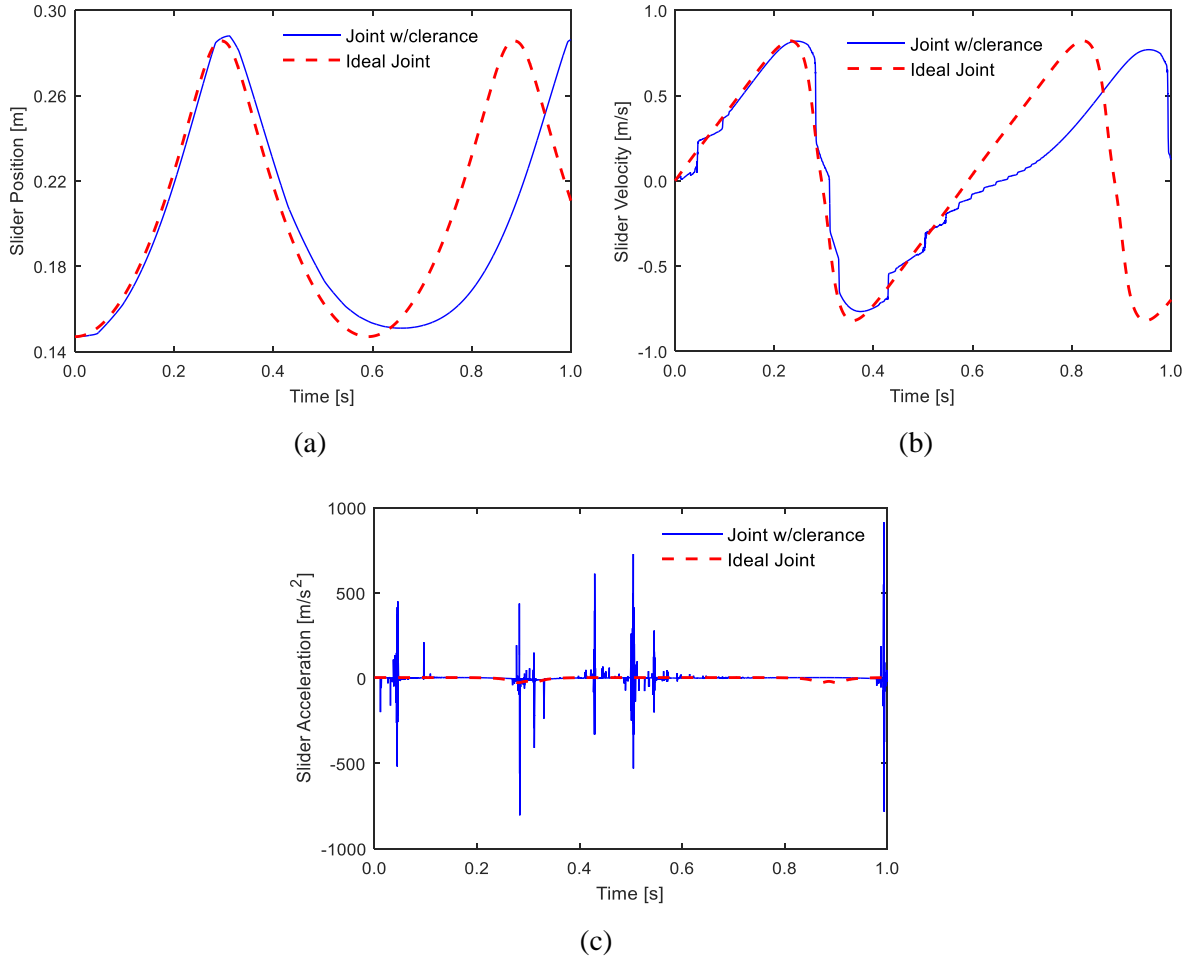 0.30
0.26
0.22
0.18
0.14
Slider Position [m]
Joint w/clerance
Ideal Joint
0.0 0.2 0.4 0.6 0.8 1.0
Time [s]
(a)
1.0
0.5
0.0
-0.5
-1.0
Slider Velocity [m/s]
Joint w/clerance
Ideal Joint
0.0 0.2 0.4 0.6 0.8 1.0
Time [s]
(b)
1000
500
0
-500
-1000
Slider Acceleration [m/s²]
Joint w/clerance
Ideal Joint
0.0 0.2 0.4 0.6 0.8 1.0
Time [s]
(c)